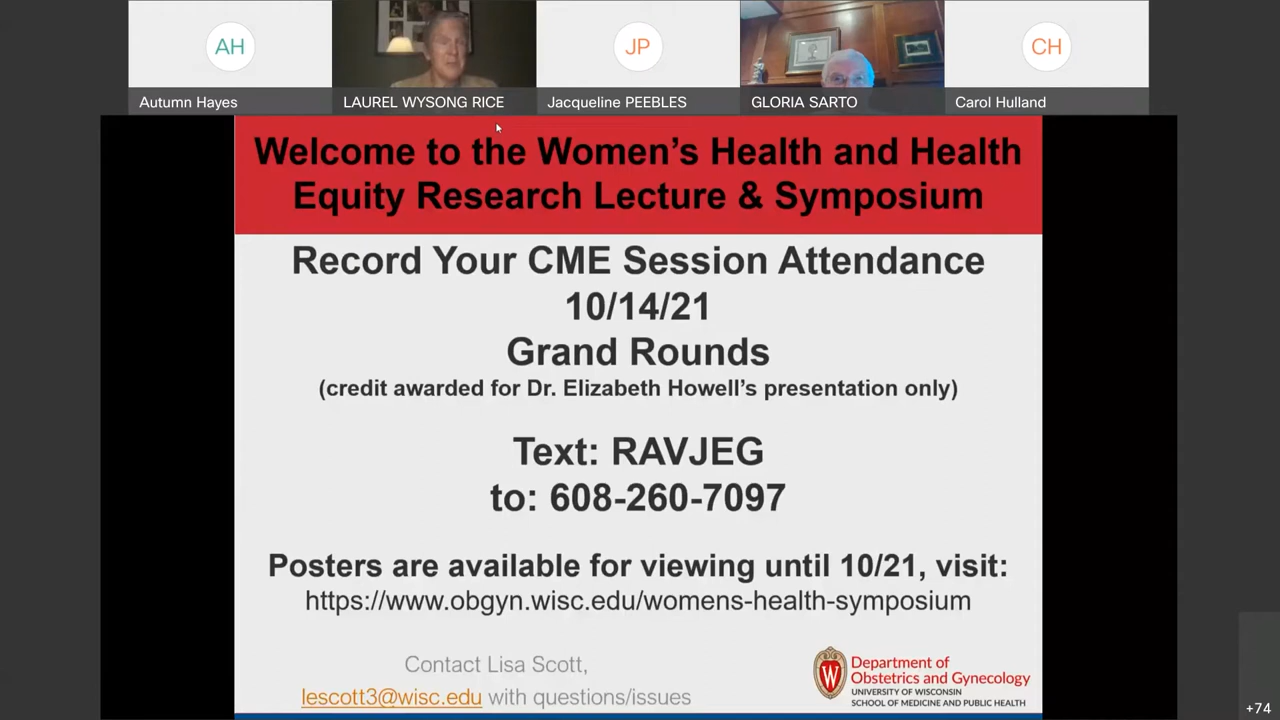 AH
JP
CH
Autumn Hayes
LAUREL WYSONG RICE
Jacqueline PEEBLES
GLORIA SARTO
Carol Hulland
Welcome to the Women's Health and Health
Equity Research Lecture & Symposium
Record Your CME Session Attendance
10/14/21
Grand Rounds
(credit awarded for Dr. Elizabeth Howell's presentation only)
Text: RAVJEG
to: 608-260-7097
Posters are available for viewing until 10/21, visit:
https://www.obgyn.wisc.edu/womens-health-symposium
Contact Lisa Scott,
lescott3@wisc.edu with questions/issues
W
Department of
Obstetrics and Gynecology
UNIVERSITY OF WISCONSIN
SCHOOL OF MEDICINE AND PUBLIC HEALTH
+74